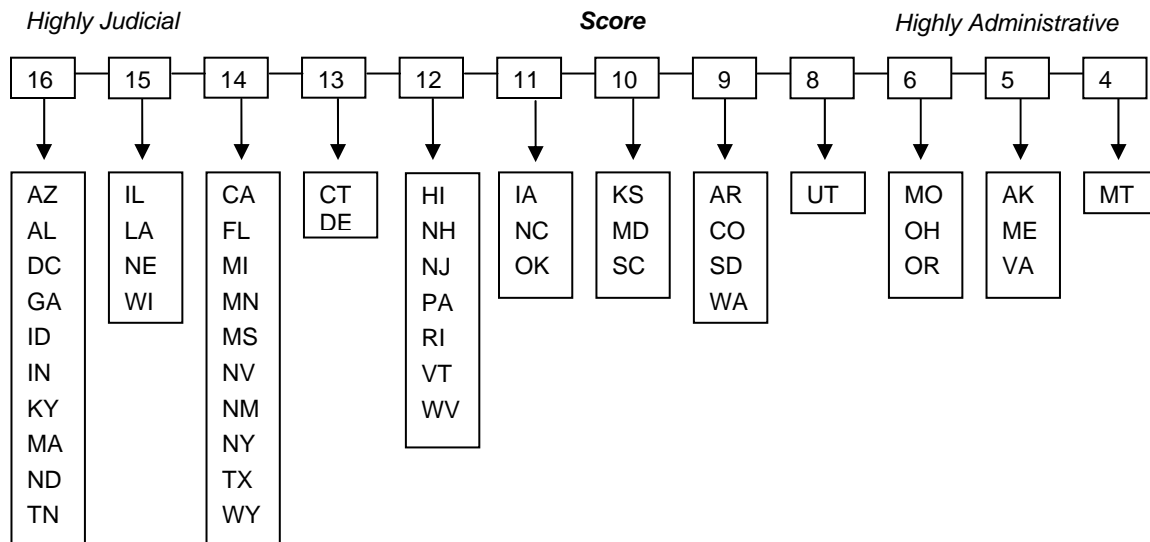 Highly Judicial Score Highly Administrative
16 15 14 13 12 11 10 9 8 6 5 4
AZ IL CA CT HI IA KS AR UT MO AK MT
AL LA FL DE NH NC MD CO OH ME
DC NE MI NJ OK SC SD OR VA
GA WI MN PA WA
ID MS RI
IN NV VT
KY NM WV
MA NY
ND TX
TN WY